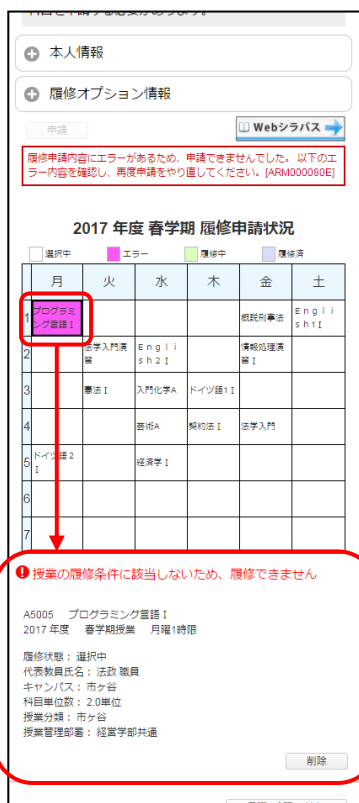 本人情報
履修オプション情報
申請
Webシラバス
履修申請内容にエラーがあるため、申請できませんでした。 以下のエ
ラー内容を確認し、再度申請をやり直してください。[ARM000080E]
2017 年度 春学期 履修申請状況
選択中 エラー 履修中 履修済
月 火 水 木 金 土
1 プログラミ
ング言語 I
概説刑事法
Engli
sh1I
2
法学入門演
習
Engli
sh2I
情報処理演
習 I
3 憲法 I 入門化学A ドイツ語1 I
4 芸術A 契約法 I 法学入門
5 ドイツ語 2
I
経済学 I
6
7
授業の履修条件に該当しないため、履修できません
A5005 プログラミング言語 I
2017 年度 春学期授業 月曜1時限
履修状態: 選択中
代表教員氏名: 法政 職員
キャンパス: 市ヶ谷
科目単位数: 2.0単位
授業分類: 市ヶ谷
授業管理部署: 経営学部共通
削除